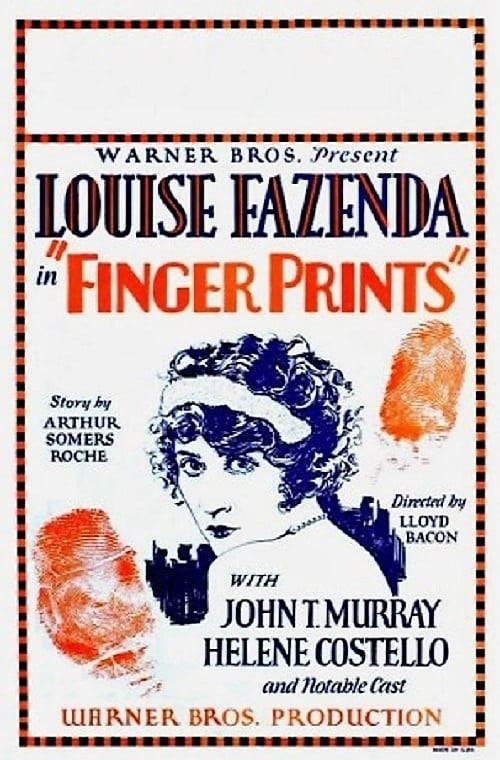 WARNER BROS. Present
LOUISE FAZENDA
in "FINGER PRINTS"
Story by
ARTHUR
SOMERS
ROCHE
Directed by
LLOYD
BACON
WITH
JOHN T. MURRAY
HELENE COSTELLO
and Notable Cast
WARNER BROS. PRODUCTION